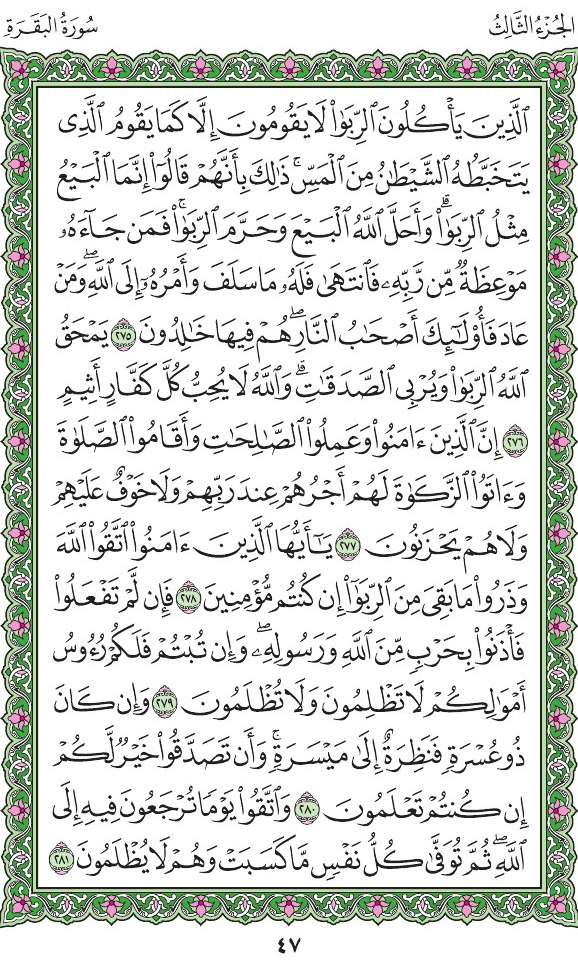 الجُزْءُ الثَّالِثُ
سُورَةُ البَقَرَةِ
ٱلَّذِينَ يَأْكُلُونَ ٱلرِّبَوٰا۟ لَا يَقُومُونَ إِلَّا كَمَا يَقُومُ ٱلَّذِى
يَتَخَبَّطُهُ ٱلشَّيْطَٰنُ مِنَ ٱلْمَسِّ ۚ ذَٰلِكَ بِأَنَّهُمْ قَالُوٓا۟ إِنَّمَا ٱلْبَيْعُ
مِثْلُ ٱلرِّبَوٰا۟ ۗ وَأَحَلَّ ٱللَّهُ ٱلْبَيْعَ وَحَرَّمَ ٱلرِّبَوٰا۟ ۚ فَمَن جَآءَهُۥ
مَوْعِظَةٌ مِّن رَّبِّهِۦ فَٱنتَهَىٰ فَلَهُۥ مَا سَلَفَ وَأَمْرُهُۥٓ إِلَى ٱللَّهِ ۖ وَمَنْ
عَادَ فَأُو۟لَٰٓئِكَ أَصْحَٰبُ ٱلنَّارِ ۖ هُمْ فِيهَا خَٰلِدُونَ ٢٧٥ يَمْحَقُ
ٱللَّهُ ٱلرِّبَوٰا۟ وَيُرْبِى ٱلصَّدَقَٰتِ ۗ وَٱللَّهُ لَا يُحِبُّ كُلَّ كَفَّارٍ أَثِيمٍ
٢٧٦ إِنَّ ٱلَّذِينَ ءَامَنُوا۟ وَعَمِلُوا۟ ٱلصَّٰلِحَٰتِ وَأَقَامُوا۟ ٱلصَّلَوٰةَ
وَءَاتَوُا۟ ٱلزَّكَوٰةَ لَهُمْ أَجْرُهُمْ عِندَ رَبِّهِمْ وَلَا خَوْفٌ عَلَيْهِمْ
وَلَا هُمْ يَحْزَنُونَ ٢٧٧ يَٰٓأَيُّهَا ٱلَّذِينَ ءَامَنُوا۟ ٱتَّقُوا۟ ٱللَّهَ
وَذَرُوا۟ مَا بَقِىَ مِنَ ٱلرِّبَوٰٓا۟ إِن كُنتُم مُّؤْمِنِينَ ٢٧٨ فَإِن لَّمْ تَفْعَلُوا۟
فَأْذَنُوا۟ بِحَرْبٍ مِّنَ ٱللَّهِ وَرَسُولِهِۦ ۖ وَإِن تُبْتُمْ فَلَكُمْ رُءُوسُ
أَمْوَٰلِكُمْ لَا تَظْلِمُونَ وَلَا تُظْلَمُونَ ٢٧٩ وَإِن كَانَ
ذُو عُسْرَةٍ فَنَظِرَةٌ إِلَىٰ مَيْسَرَةٍ ۚ وَأَن تَصَدَّقُوا۟ خَيْرٌ لَّكُمْ
إِن كُنتُمْ تَعْلَمُونَ ٢٨٠ وَٱتَّقُوا۟ يَوْمًا تُرْجَعُونَ فِيهِ إِلَى
ٱللَّهِ ۖ ثُمَّ تُوَفَّىٰ كُلُّ نَفْسٍ مَّا كَسَبَتْ وَهُمْ لَا يُظْلَمُونَ ٢٨١
٤٧